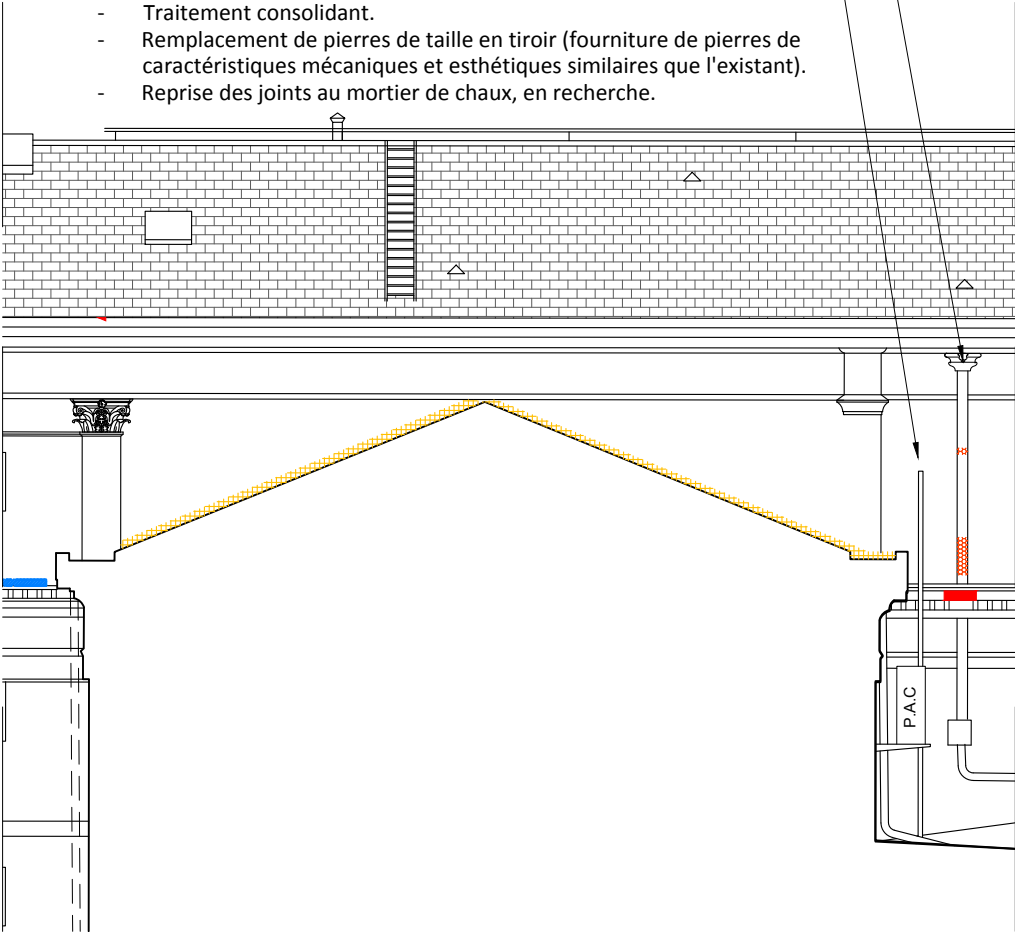 - Traitement consolidant.
- Remplacement de pierres de taille en tiroir (fourniture de pierres de
caractéristiques mécaniques et esthétiques similaires que l'existant).
- Reprise des joints au mortier de chaux, en recherche.
P.A.C